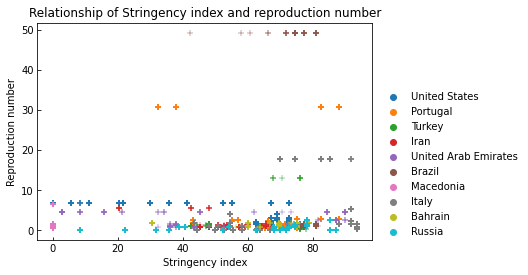 Relationship of Stringency index and reproduction number
Reproduction number
50
40
30
20
10
0
0 20 40 60 80
Stringency index
United States
Portugal
Turkey
Iran
United Arab Emirates
Brazil
Macedonia
Italy
Bahrain
Russia